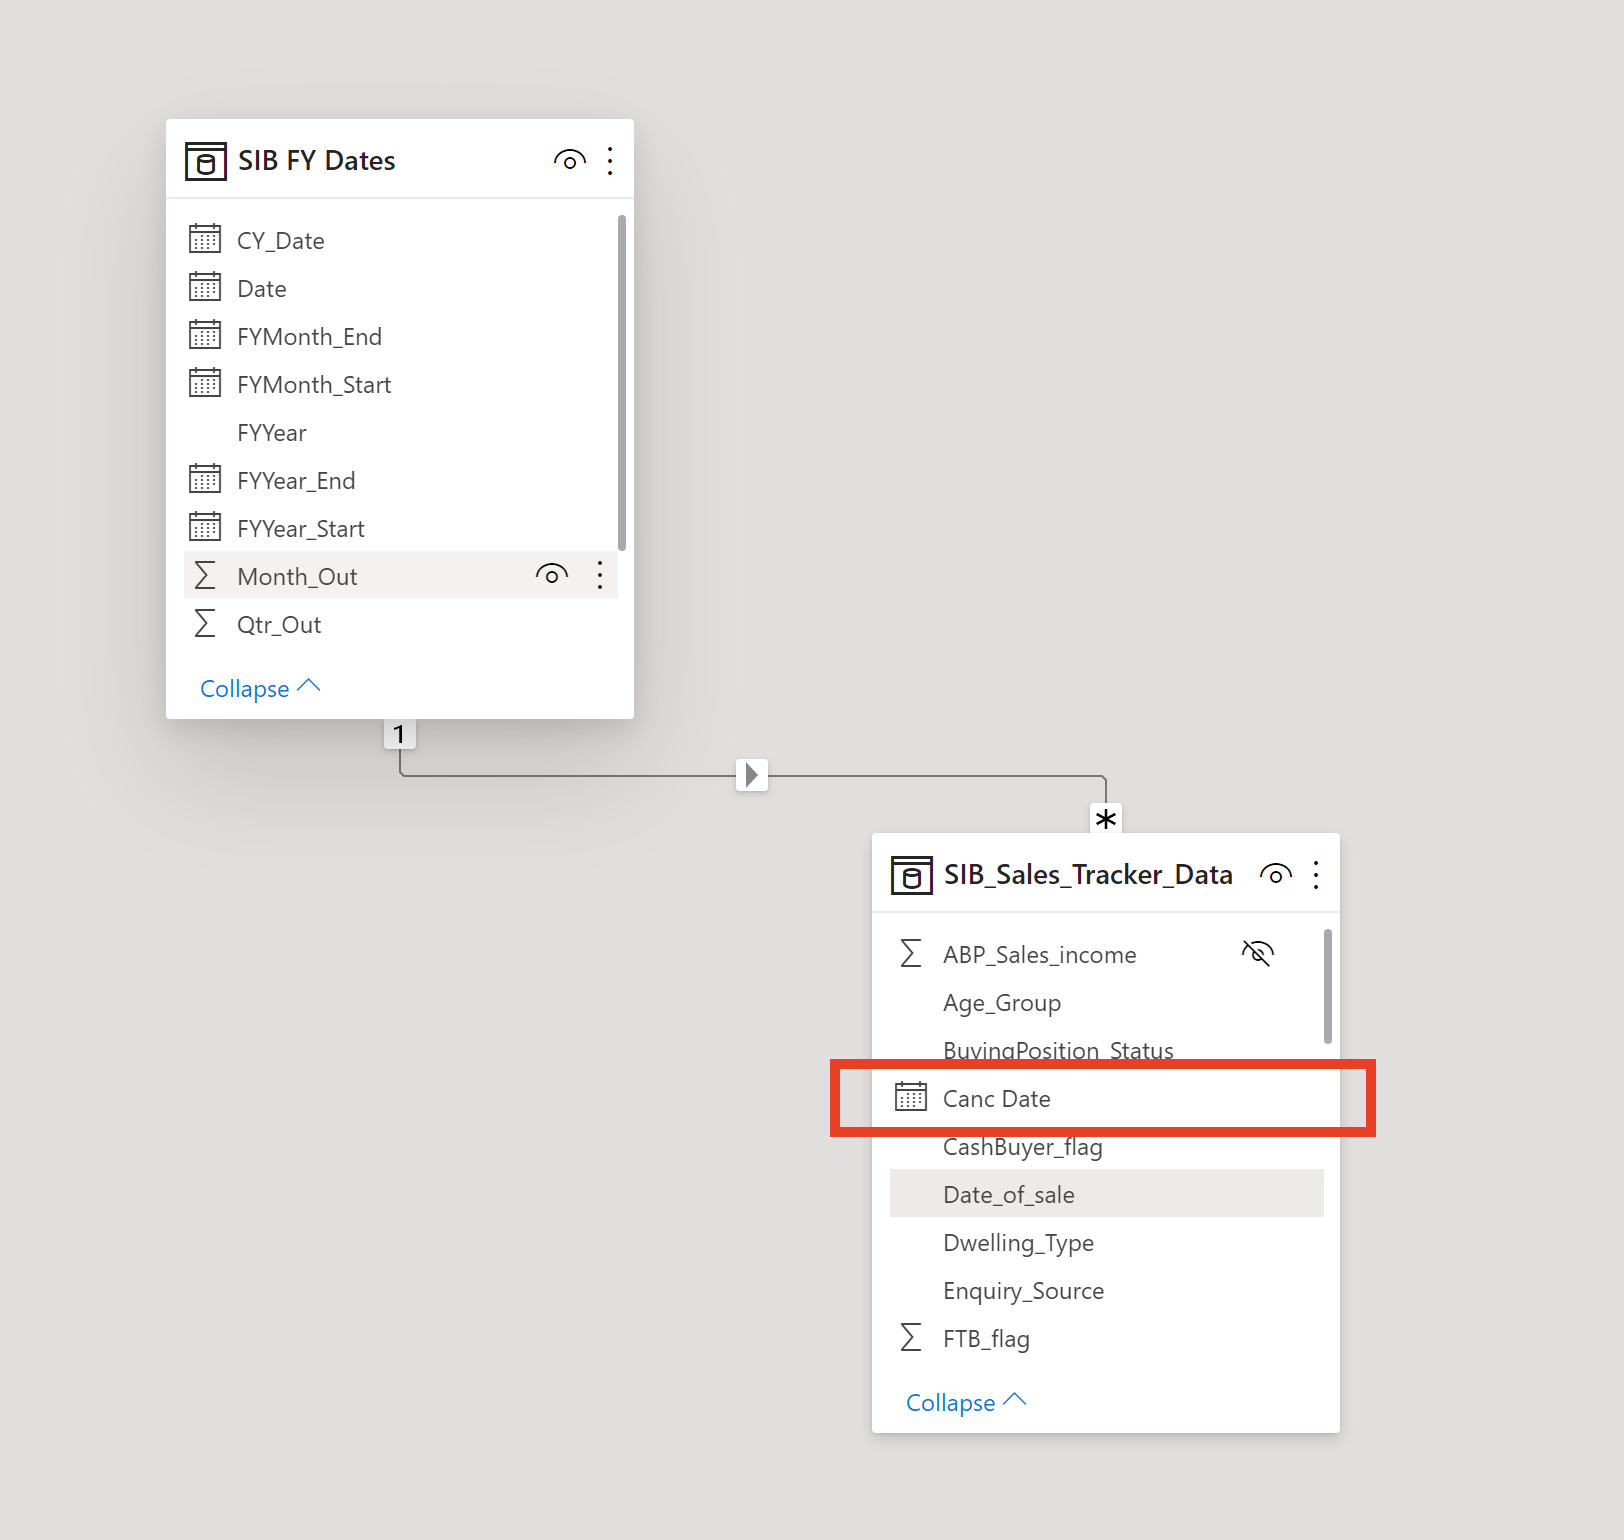 SIB FY Dates
CY_Date
Date
FYMonth_End
FYMonth_Start
FYYear
FYYear_End
FYYear_Start
Month_Out
Qtr_Out
Collapse
1
*
SIB_Sales_Tracker_Data
ABP_Sales_income
Age_Group
BuyingPosition_Status
Canc Date
CashBuyer_flag
Date_of_sale
Dwelling_Type
Enquiry_Source
FTB_flag
Collapse